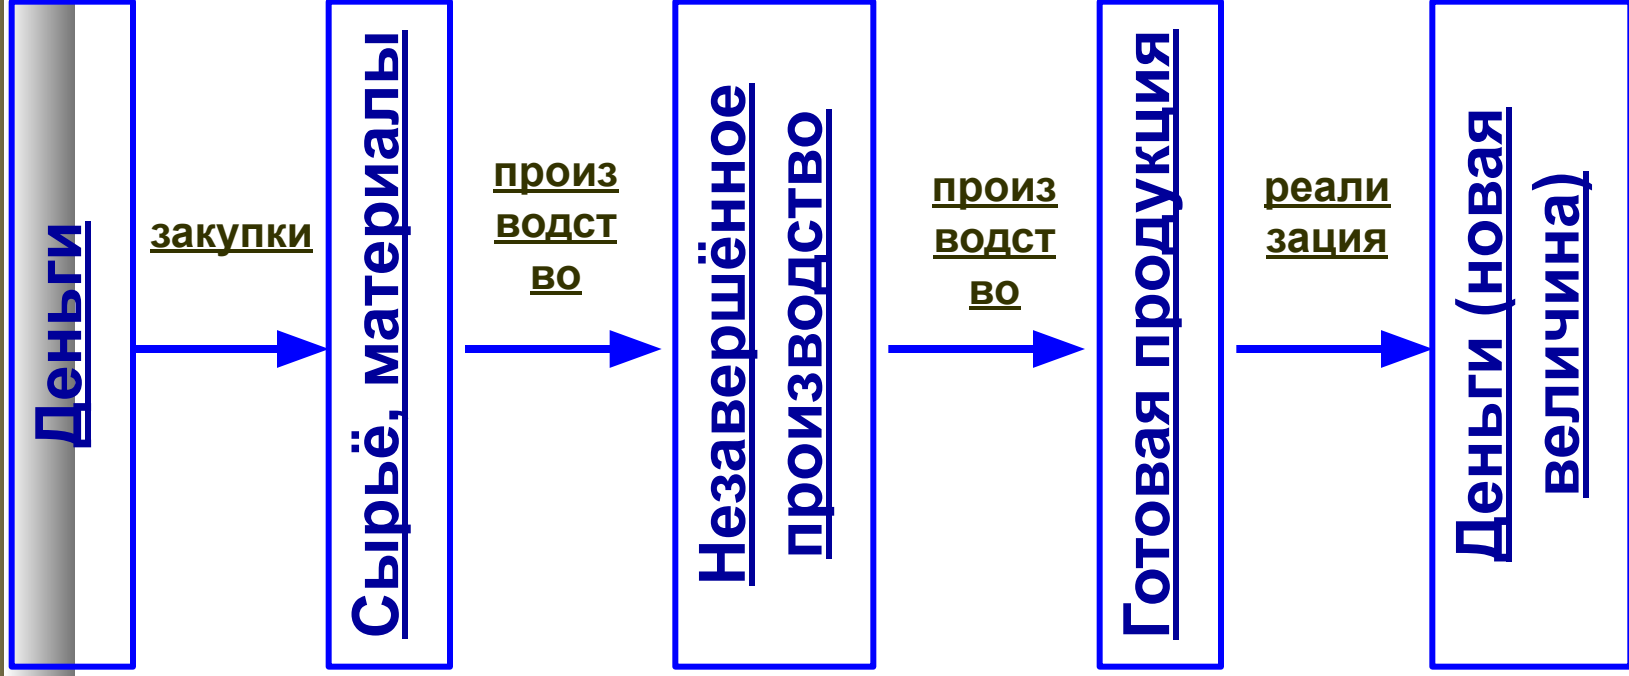 Деньги
закупки
Сырьё, материалы
произ
водст
во
Незавершённое
производство
произ
водст
во
Готовая продукция
реали
зация
Деньги (новая
величина)